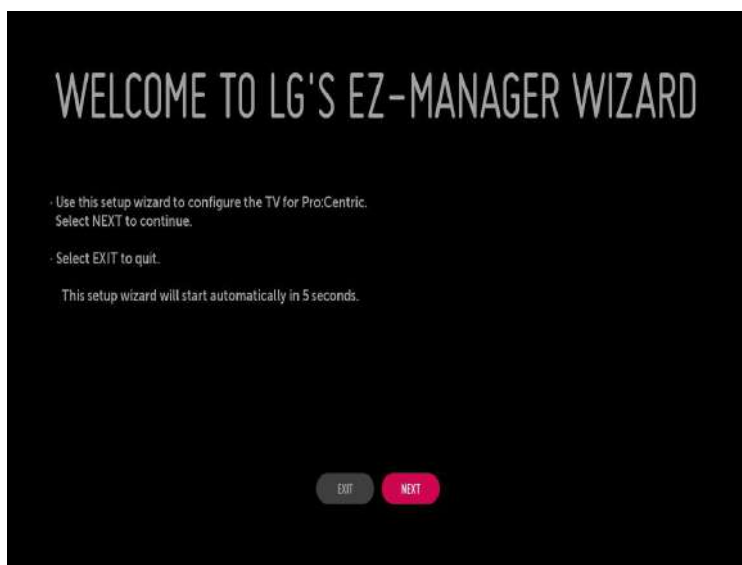 WELCOME TO LG'S EZ-MANAGER WIZARD
· Use this setup wizard to configure the TV for Pro:Centric.
Select NEXT to continue.
· Select EXIT to quit.
This setup wizard will start automatically in 5 seconds.
EXIT NEXT